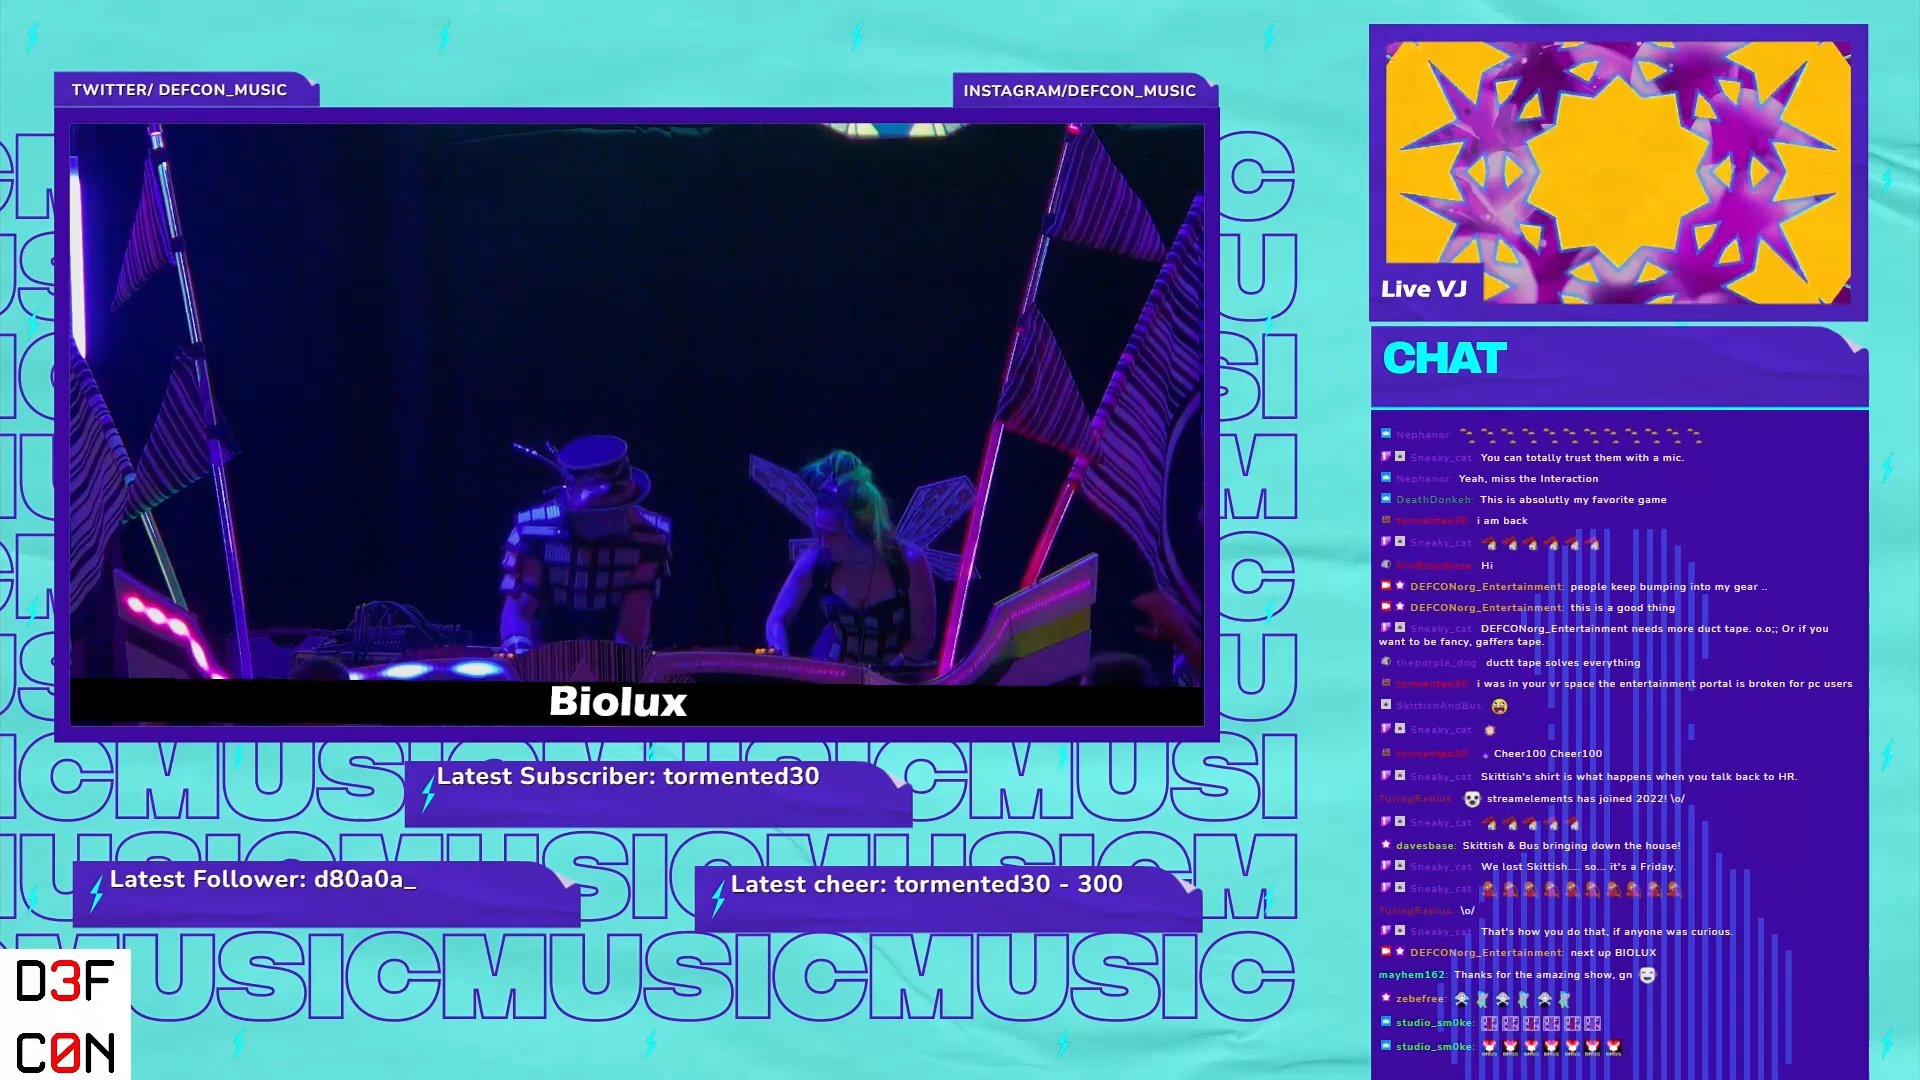 TWITTER/ DEFCON_MUSIC
INSTAGRAM/DEFCON_MUSIC
Biolux
Latest Subscriber: tormented30
Latest Follower: d80a0a_
Latest cheer: tormented30 - 300
D3F
C0N
Live VJ
CHAT
Nephanor:
Sneaky_cat You can totally trust them with a mic.
Nephanor: Yeah, miss the Interaction
DeathDonkeh: This is absolutly my favorite game
tormented30 i am back
Sneaky_cat
Hi
DEFCONorg_Entertainment: people keep bumping into my gear ..
DEFCONorg_Entertainment: this is a good thing
Sneaky_cat DEFCONorg_Entertainment needs more duct tape. o.o;; Or if you
want to be fancy, gaffers tape.
thepurple_dog ductt tape solves everything
tormented30 i was in your vr space the entertainment portal is broken for pc users
SkittishAndBus
Sneaky_cat
tormented30 Cheer100 Cheer100
Sneaky_cat Skittish's shirt is what happens when you talk back to HR.
TuringRadius streamelements has joined 2022! \o/
Sneaky_cat
davesbase: Skittish & Bus bringing down the house!
Sneaky_cat We lost Skittish.... so... it's a Friday.
Sneaky_cat
TuringRadius: \o/
Sneaky_cat That's how you do that, if anyone was curious.
DEFCONorg_Entertainment: next up BIOLUX
mayhem162: Thanks for the amazing show, gn
zebefree:
studio_sm0ke:
studio_sm0ke:
MUSICMUSICMUSIC